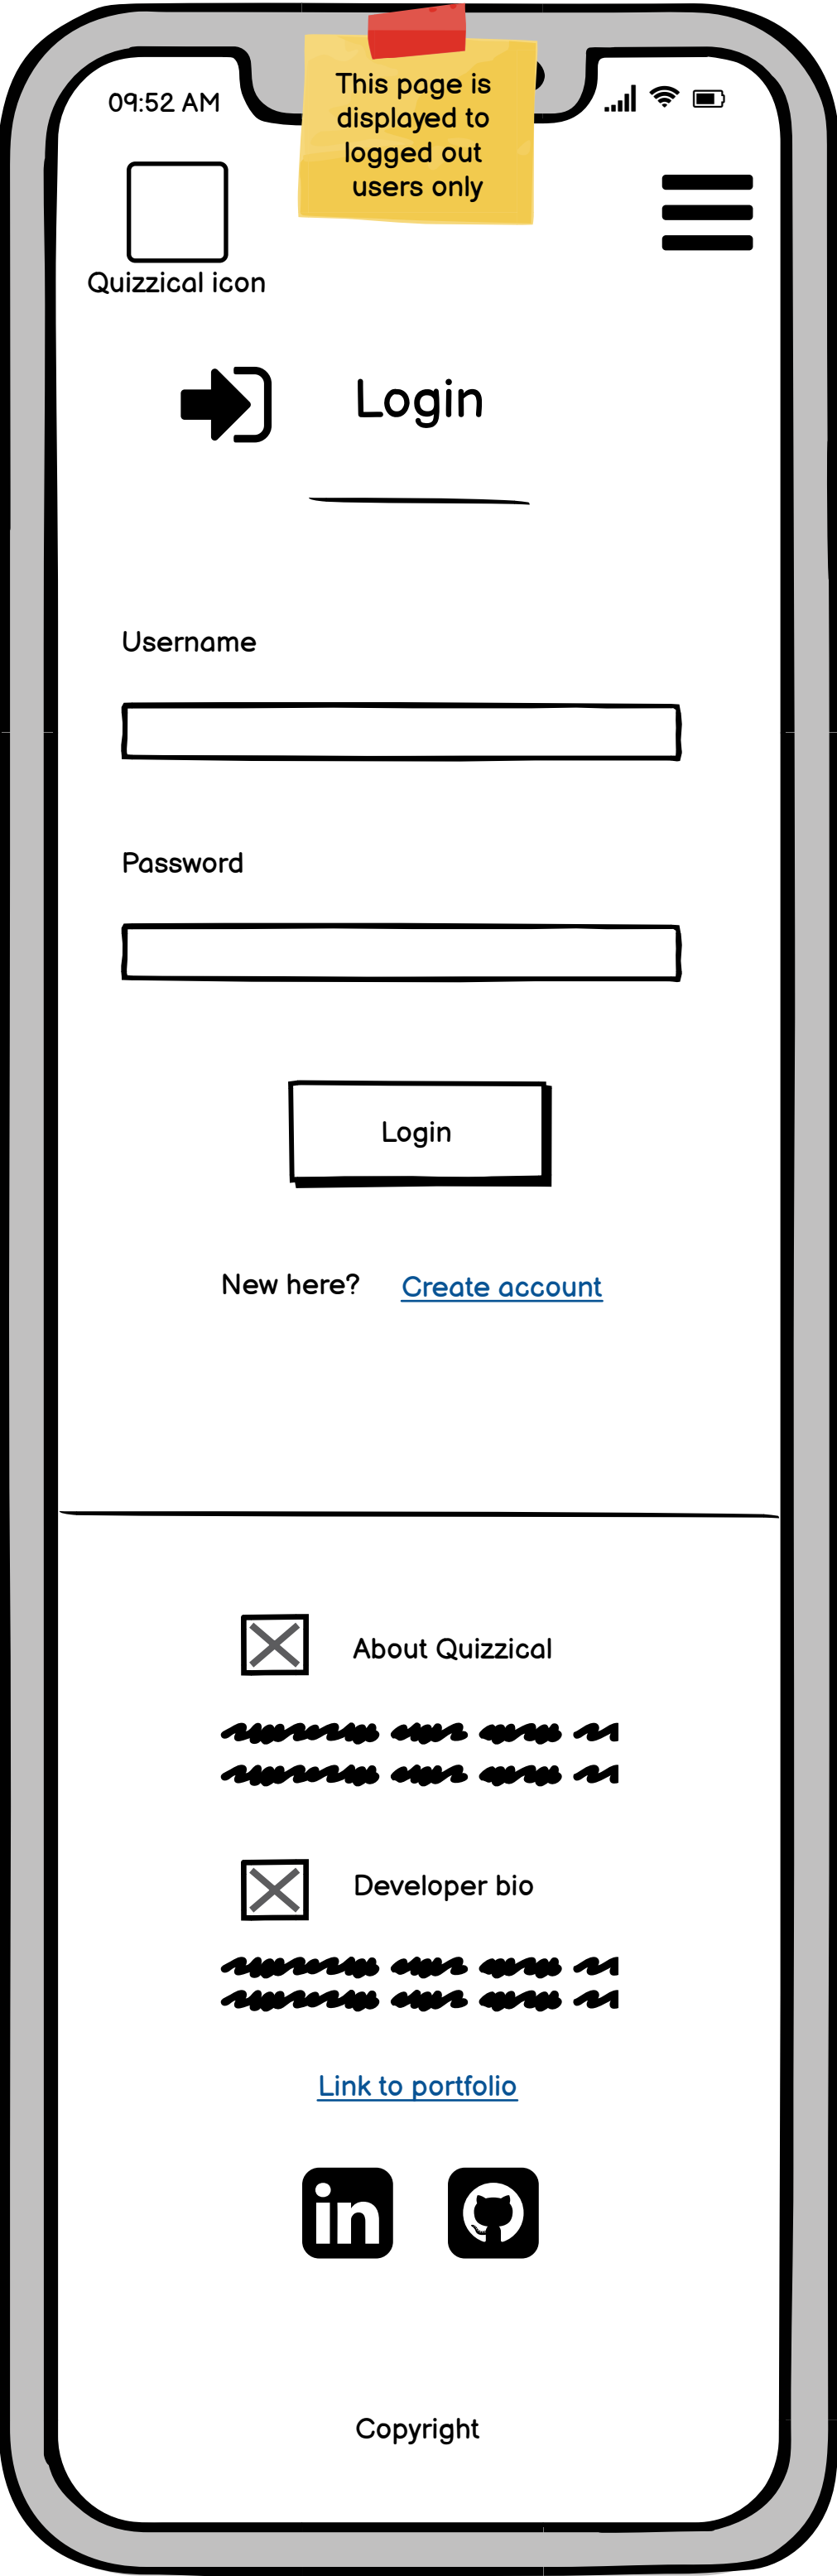 09:52 AM
This page is
displayed to
logged out
users only
Quizzical icon
Login
Username
Password
Login
New here? Create account
About Quizzical
Developer bio
Link to portfolio
in
Copyright